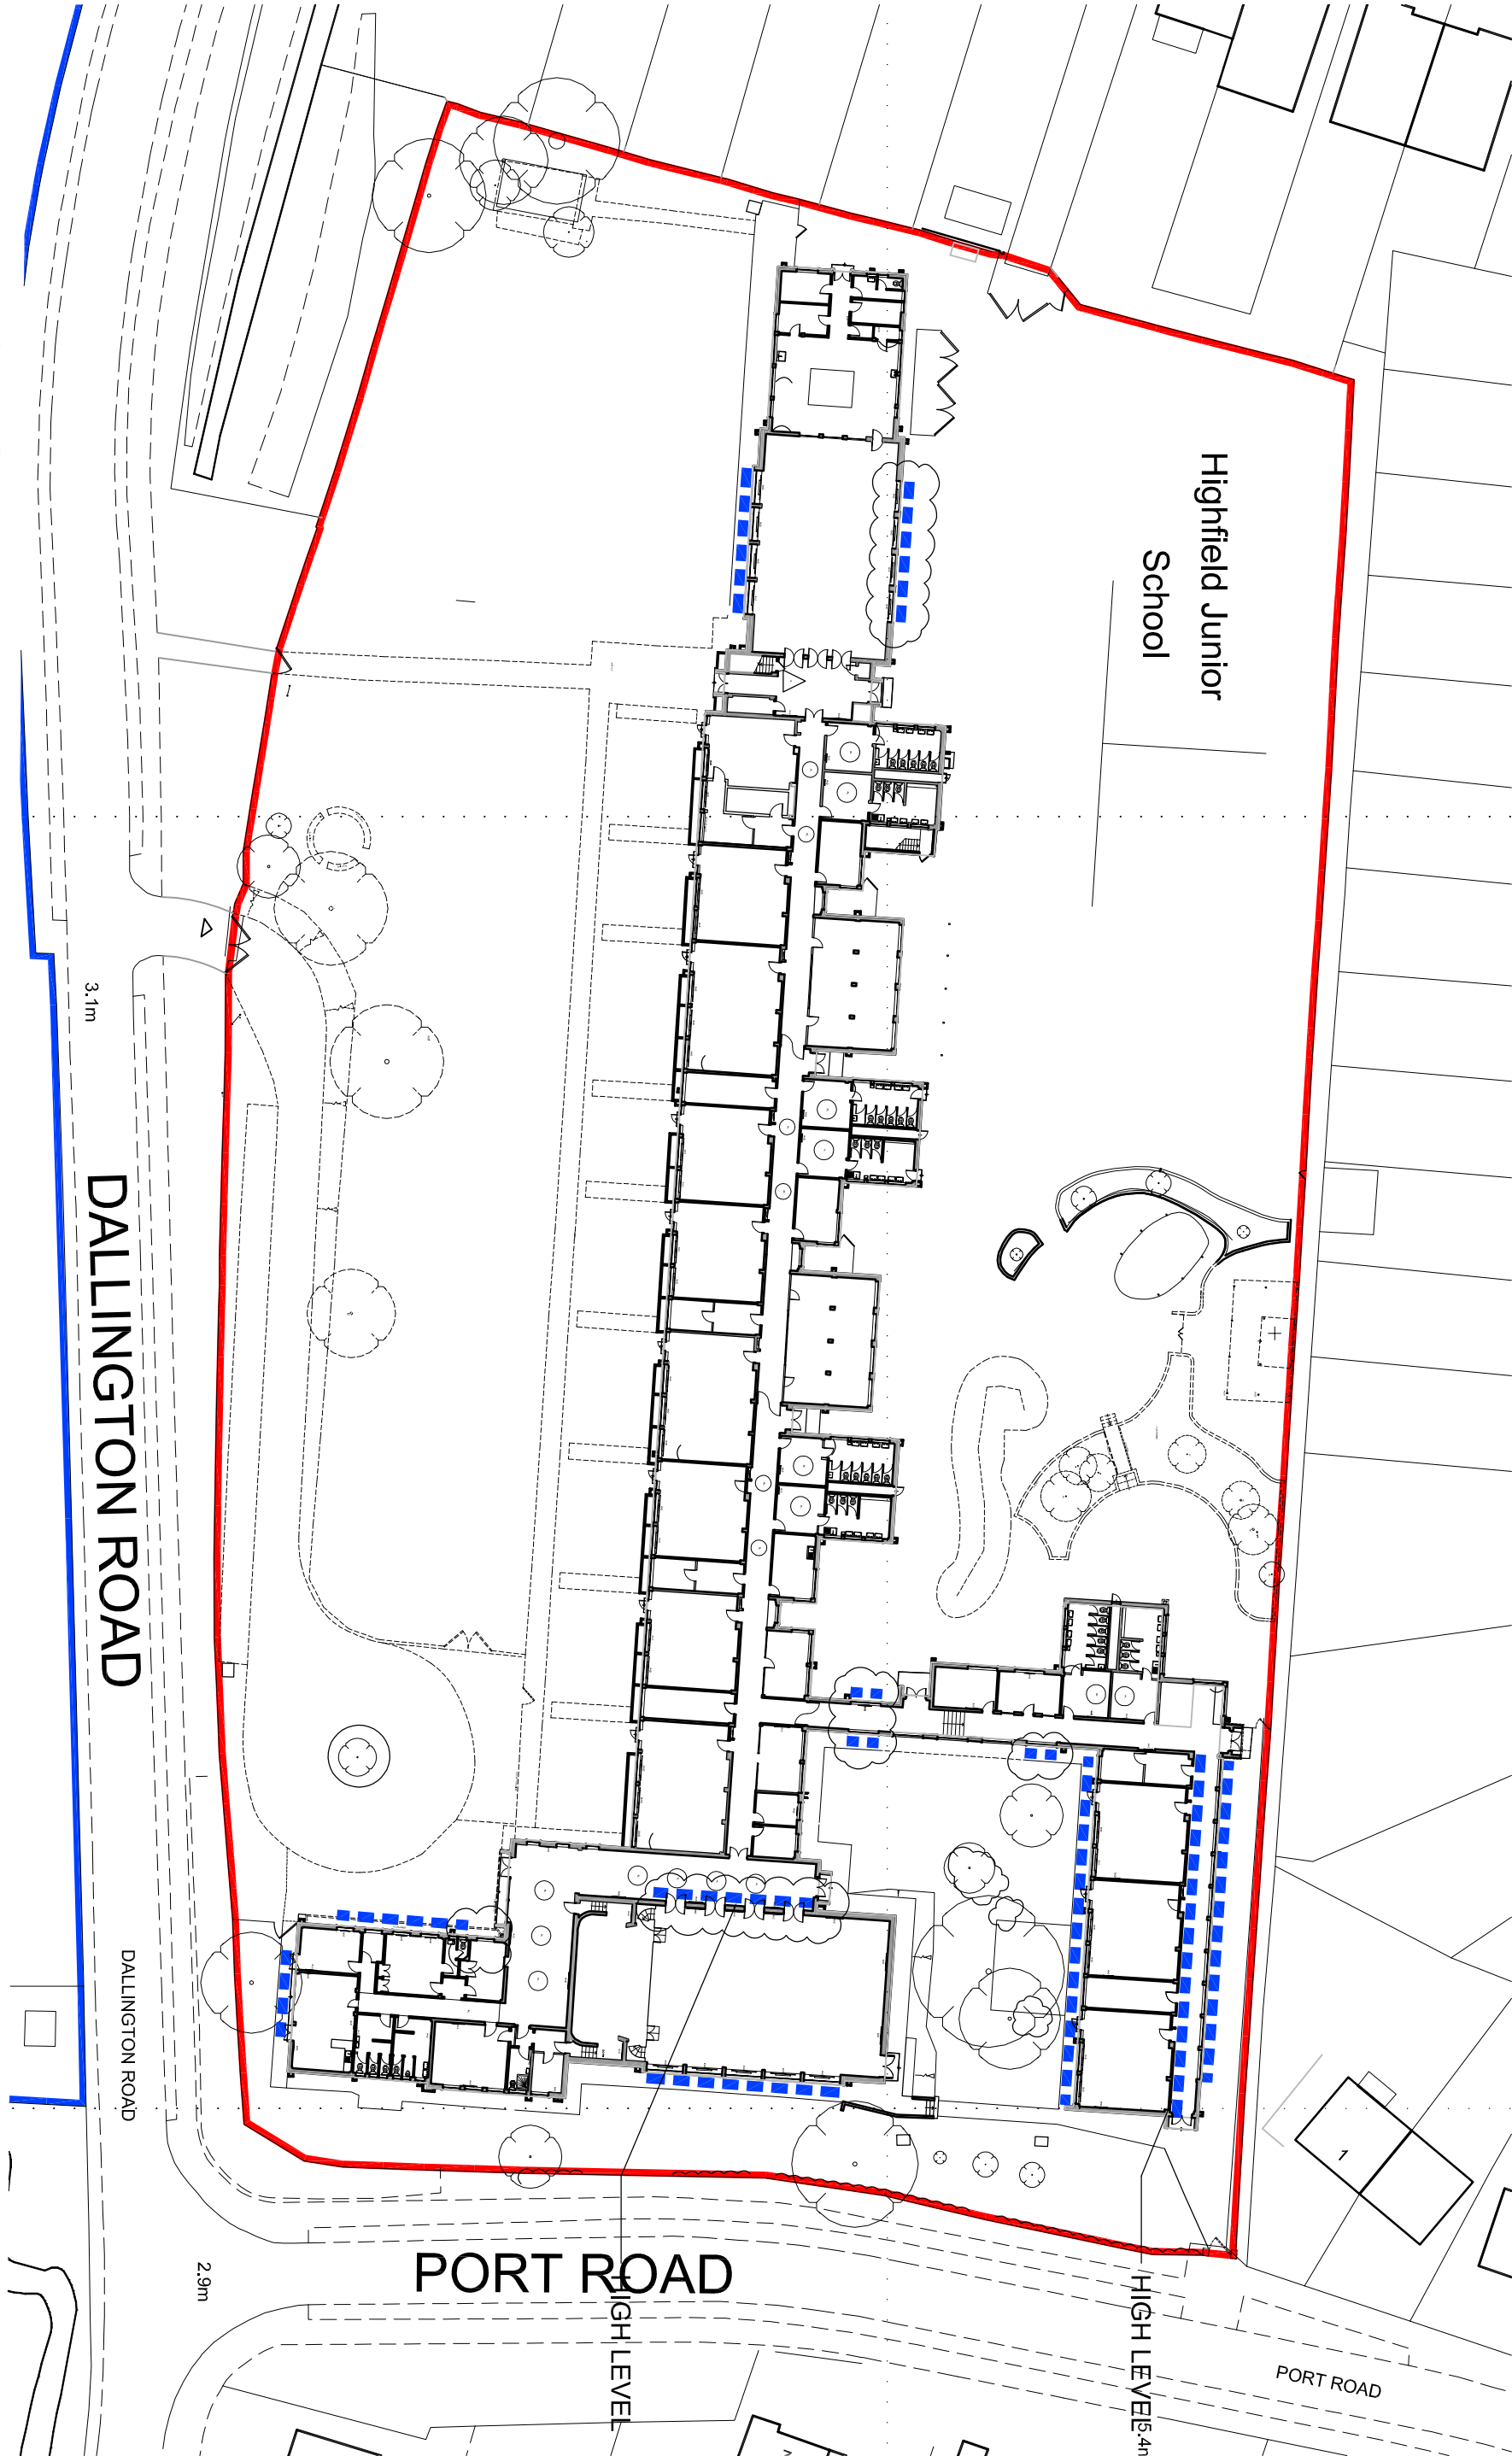 Highfield Junior
School
3.1m
DALLINGTON ROAD
DALLINGTON ROAD
1
2.9m
PORT ROAD
HIGH LEVEL
HIGH LEVEL
PORT ROAD